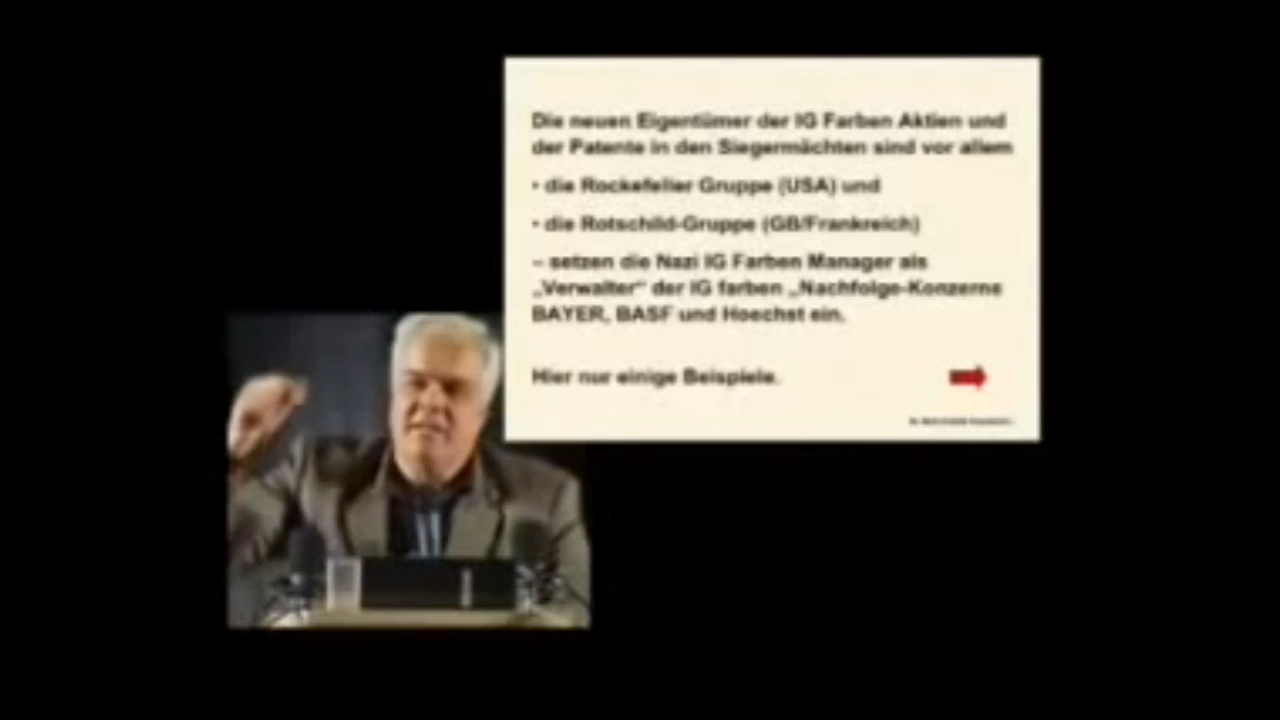 Die neuen Eigentümer der IG Farben Aktien und
der Patente in den Siegermächten sind vor allem
• die Rockefeller Gruppe (USA) und
• die Rotschild-Gruppe (GB/Frankreich)
– setzen die Nazi IG Farben Manager als
„Verwalter“ der IG farben „Nachfolge-Konzerne
BAYER, BASF und Hoechst ein.
Hier nur einige Beispiele.